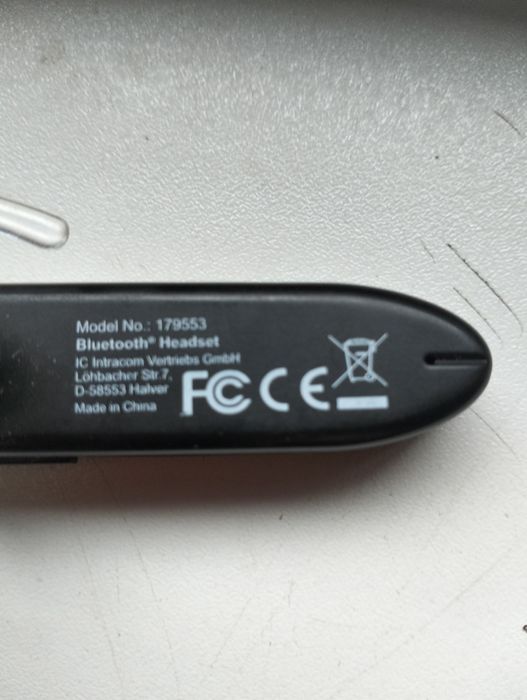 Model No.: 179553
Bluetooth® Headset
IC Intracom Vertriebs GmbH
Löhbacher Str.7,
D-58553 Halver
Made in China
FC CE